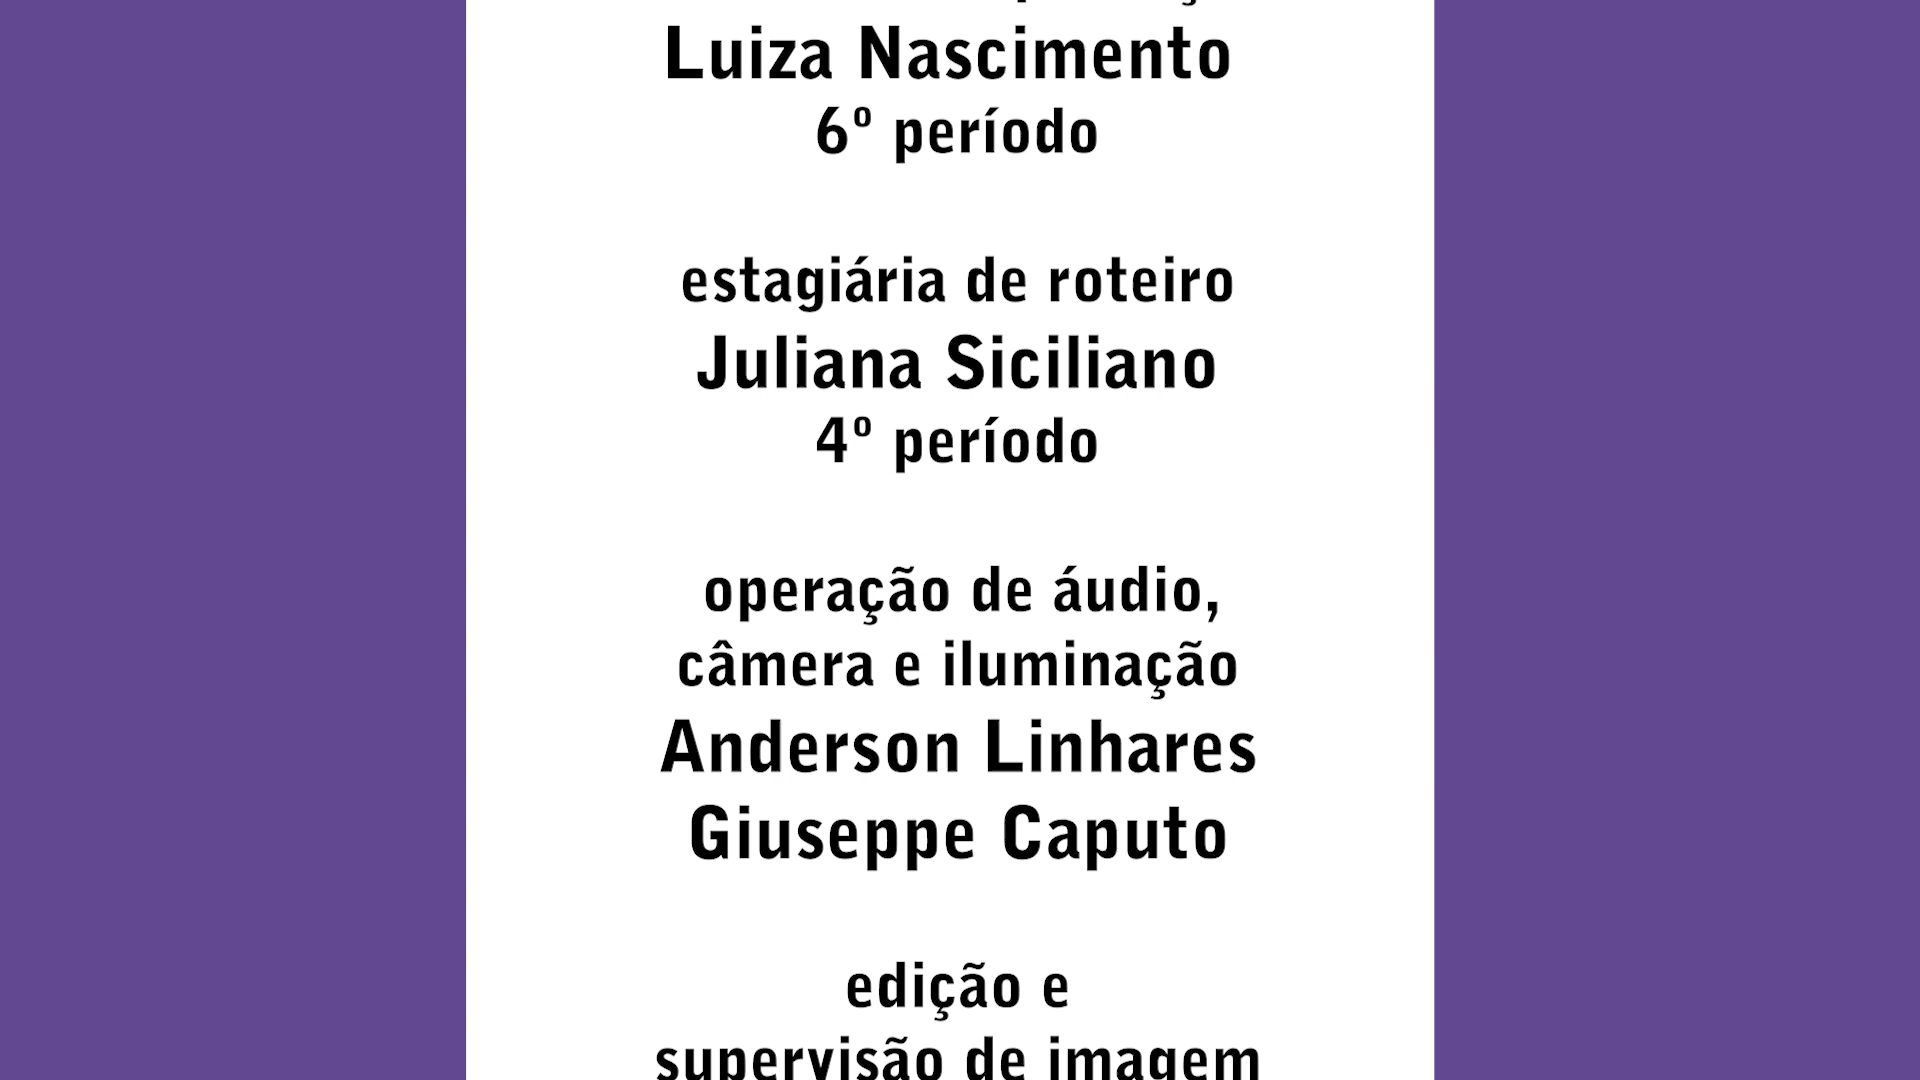 Luiza Nascimento
6º período
estagiária de roteiro
Juliana Siciliano
4º período
operação de áudio,
câmera e iluminação
Anderson Linhares
Giuseppe Caputo
edição e
supervisão de imagem